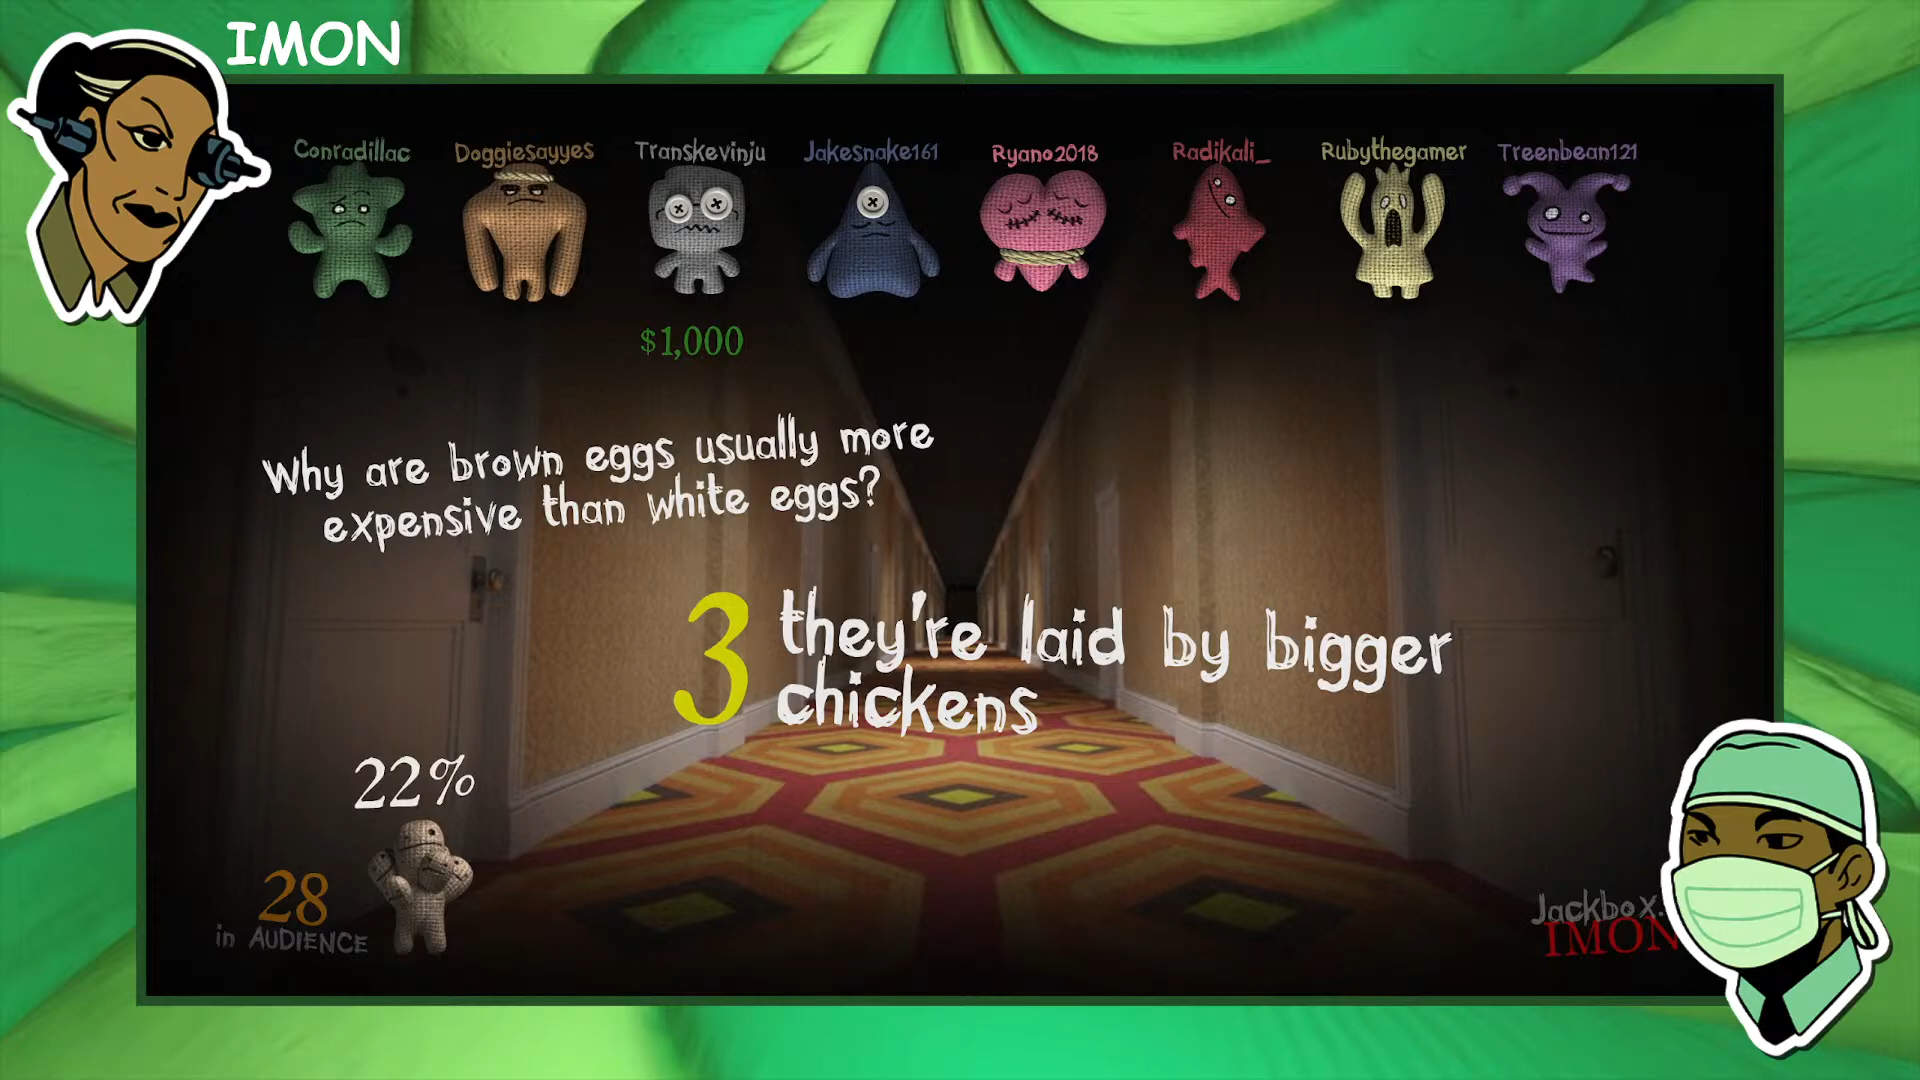 IMON
Conradillac Doggiesayyes Transkevinju JakeSnake161 Ryano2018 Radikali_ Rubythegamer Treenbean121
$1,000
Why are brown eggs usually more
expensive than white eggs?
3 they're laid by bigger
chickens
22%
28
in AUDIENCE
Jackbox.
IMON